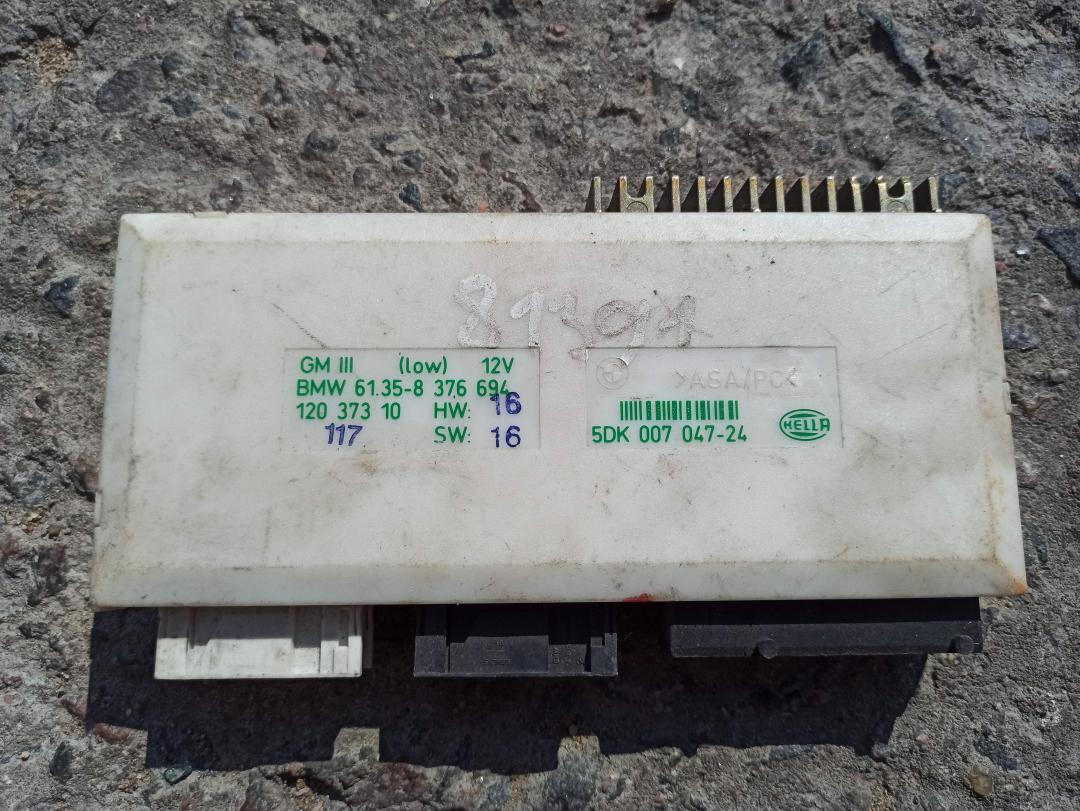 GM III (low) 12V
BMW 61.35-8 376 694
120 373 10 HW: 16
117 SW: 16
>ASA/PC<
5DK 007 047-24
HELLA